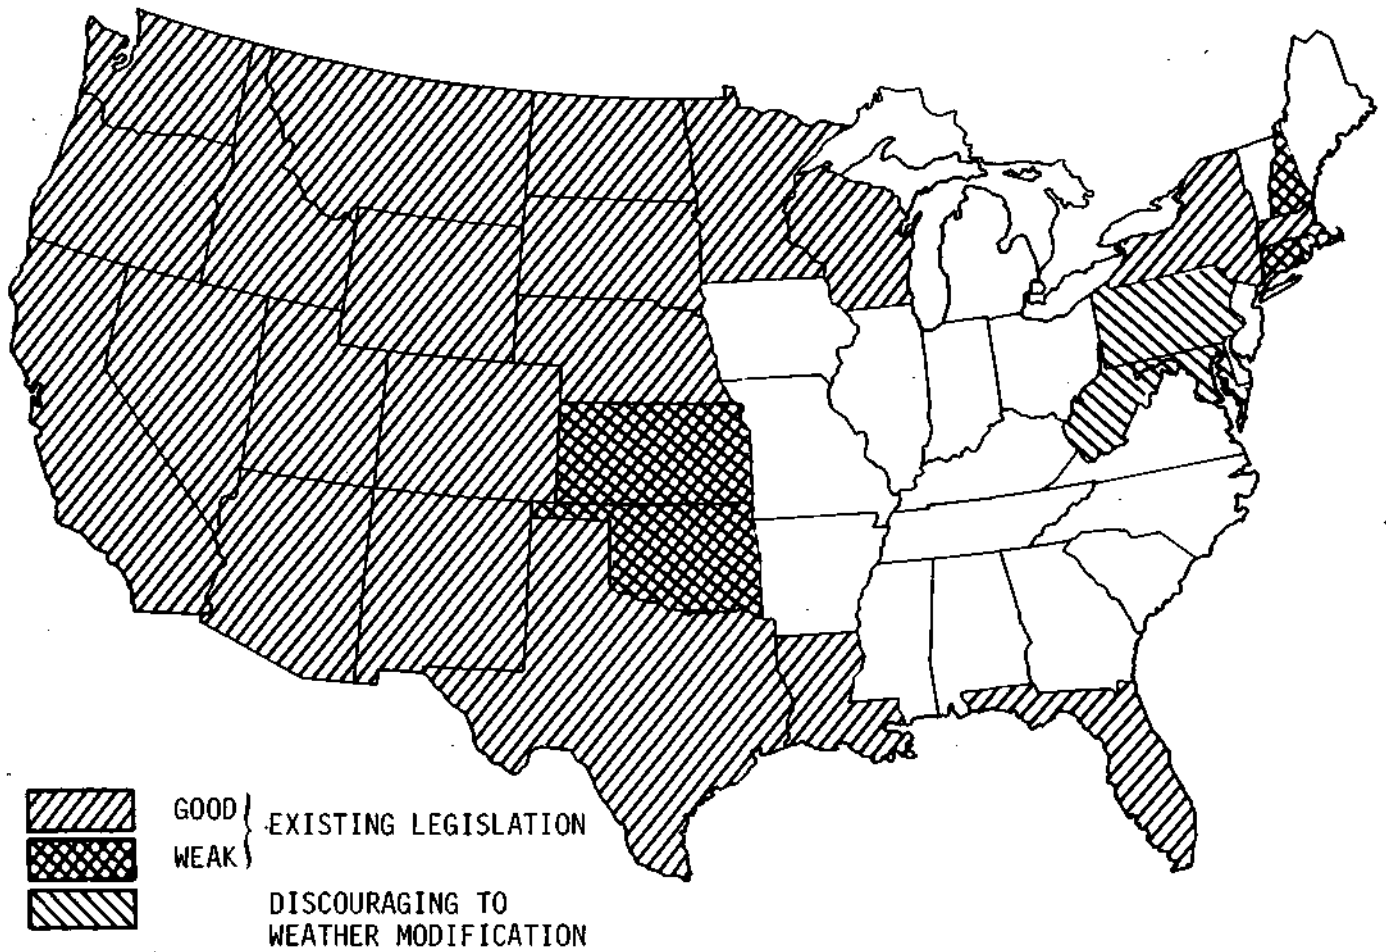 GOOD
EXISTING LEGISLATION
WEAK
DISCOURAGING TO
WEATHER MODIFICATION